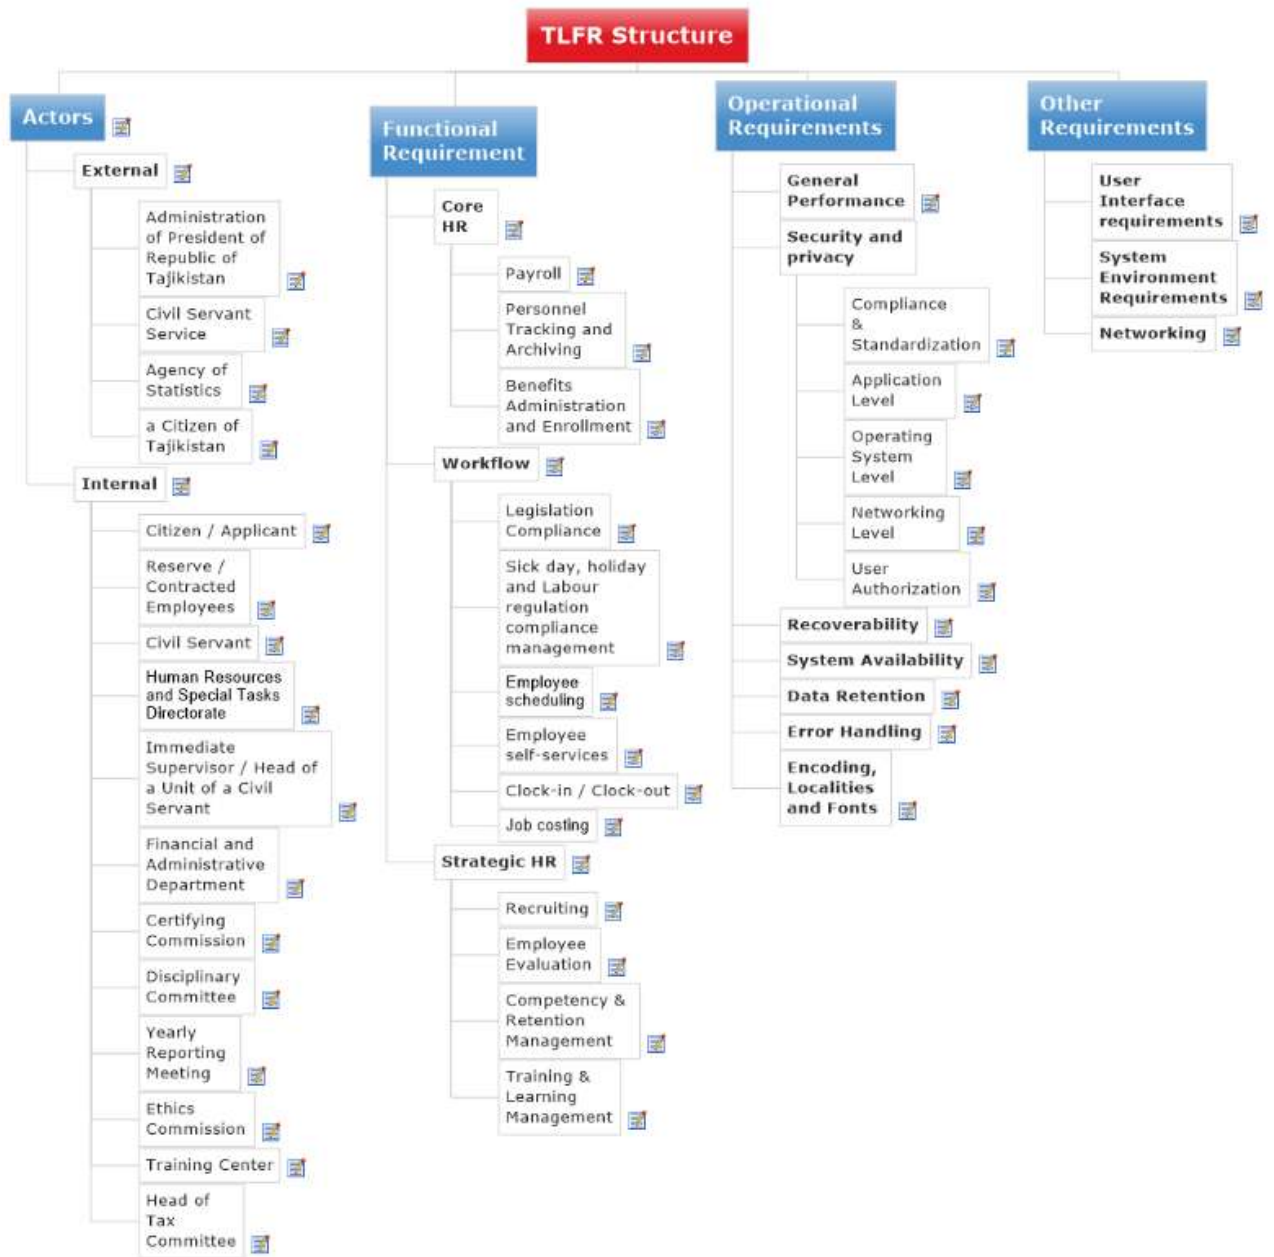 TLFR Structure
Actors
External
Administration
of President of
Republic of
Tajikistan
Civil Servant
Service
Agency of
Statistics
a Citizen of
Tajikistan
Internal
Citizen / Applicant
Reserve /
Contracted
Employees
Civil Servant
Human Resources
and Special Tasks
Directorate
Immediate
Supervisor / Head of
a Unit of a Civil
Servant
Financial and
Administrative
Department
Certifying
Commission
Disciplinary
Committee
Yearly
Reporting
Meeting
Ethics
Commission
Training Center
Head of
Tax
Committee
Functional
Requirement
Core
HR
Payroll
Personnel
Tracking and
Archiving
Benefits
Administration
and Enrollment
Workflow
Legislation
Compliance
Sick day, holiday
and Labour
regulation
compliance
management
Employee
scheduling
Employee
self-services
Clock-in / Clock-out
Job costing
Strategic HR
Recruiting
Employee
Evaluation
Competency &
Retention
Management
Training &
Learning
Management
Operational
Requirements
General
Performance
Security and
privacy
Compliance
&
Standardization
Application
Level
Operating
System
Level
Networking
Level
User
Authorization
Recoverability
System Availability
Data Retention
Error Handling
Encoding,
Localities
and Fonts
Other
Requirements
User
Interface
requirements
System
Environment
Requirements
Networking